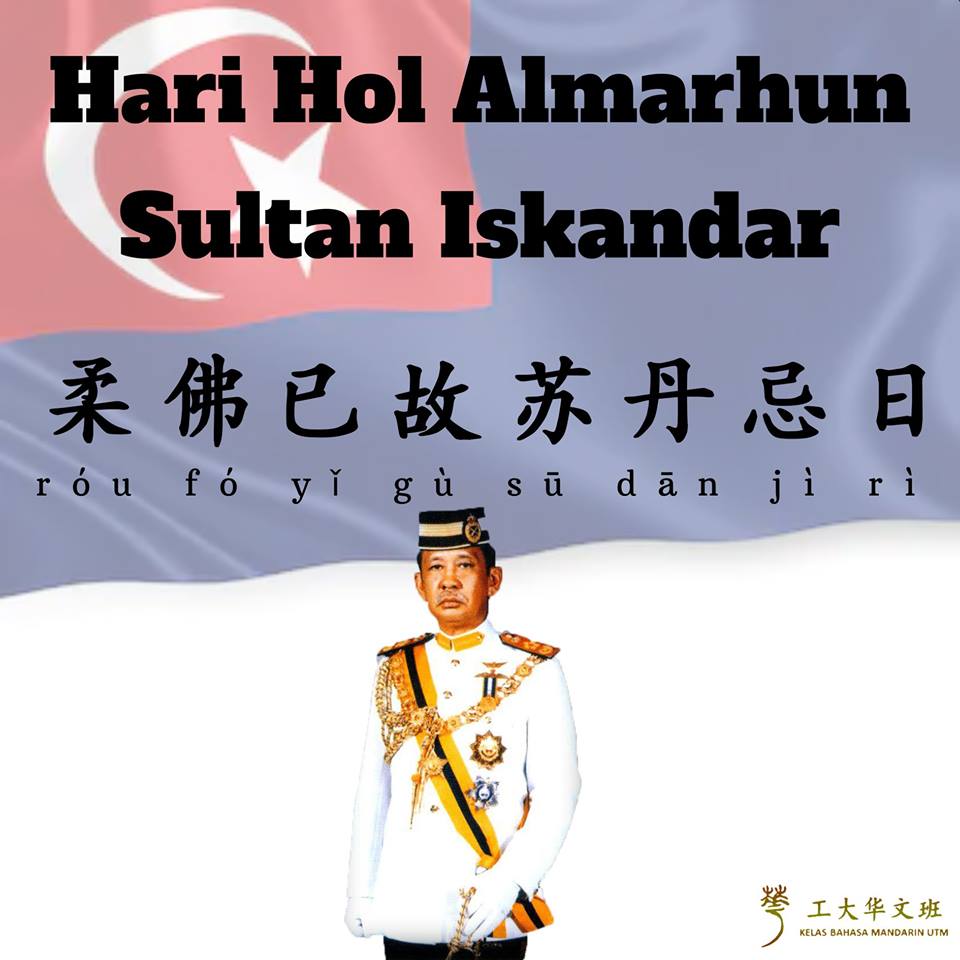 Hari Hol Almarhun
Sultan Iskandar
柔佛已故苏丹忌日
róu fó yǐ gù sū dān jì rì
工大华文班
KELAS BAHASA MANDARIN UTM